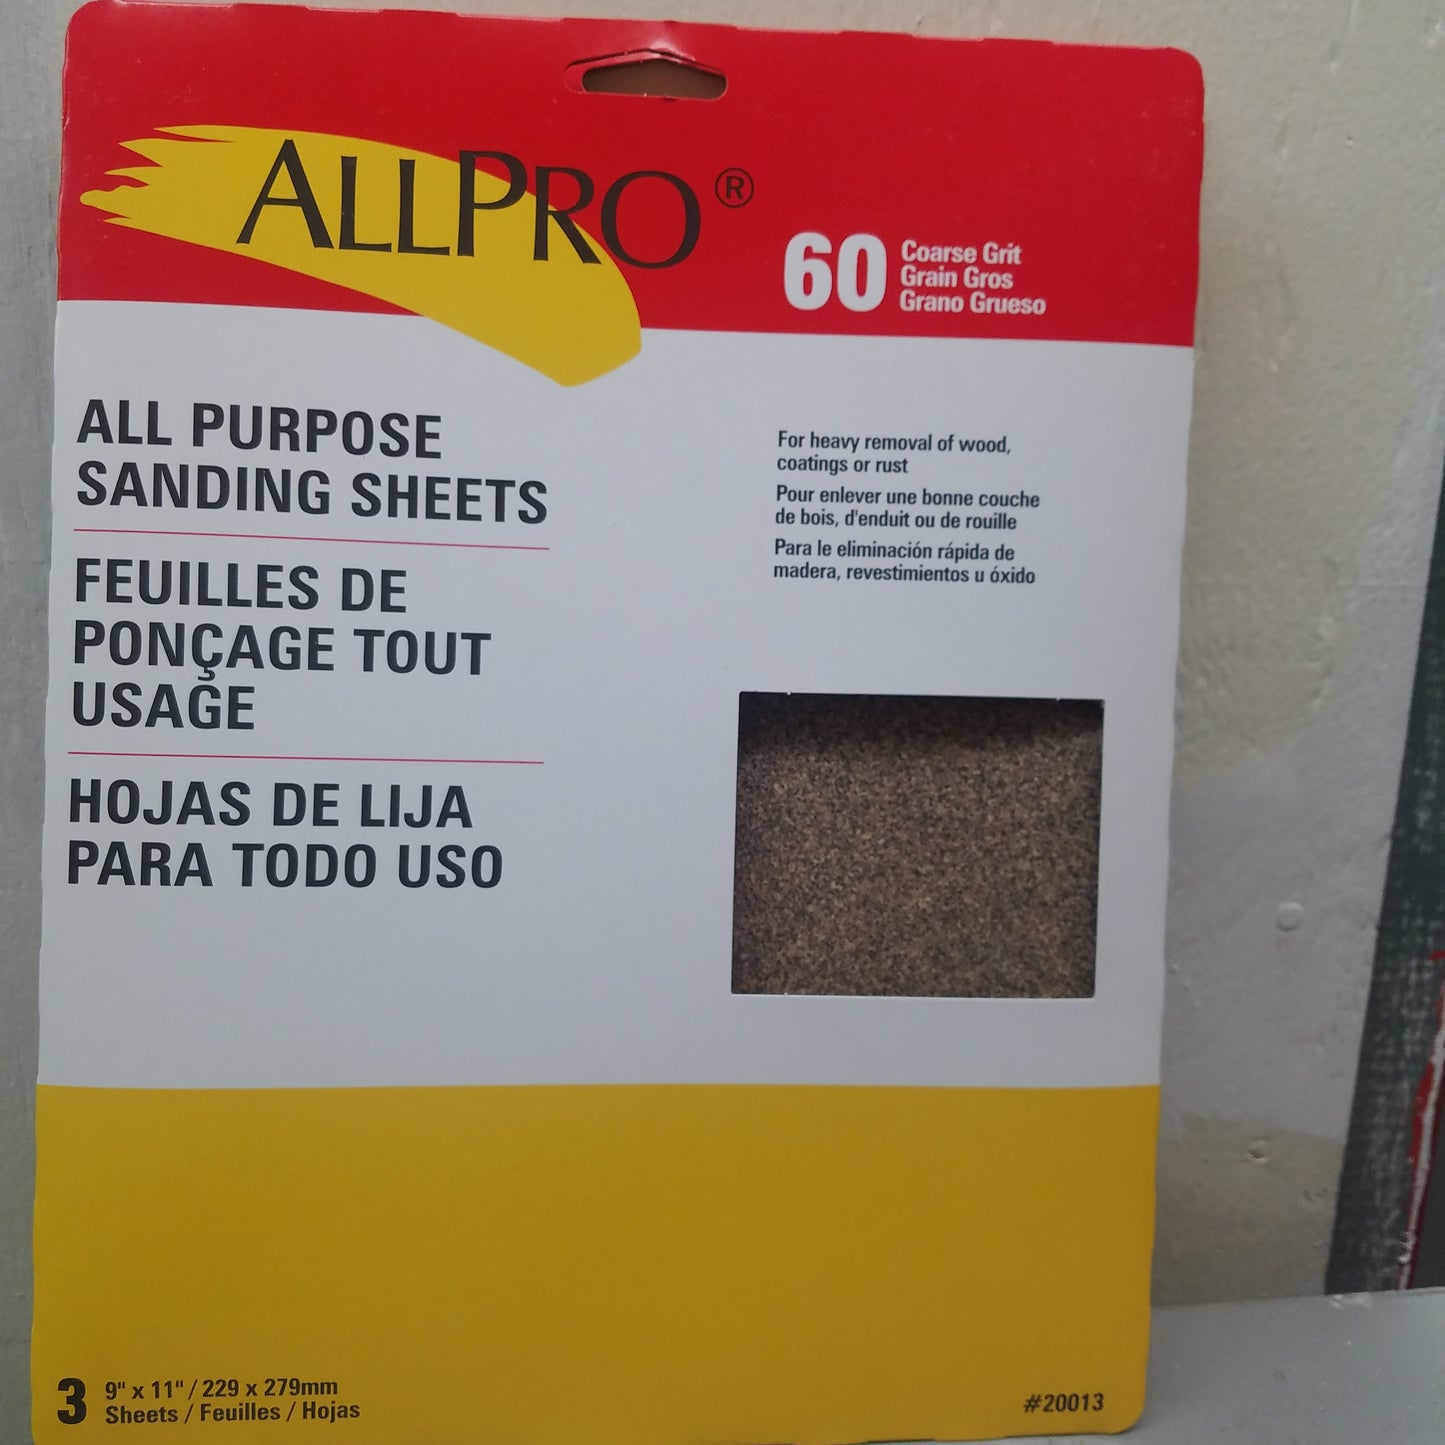 ALLPRO®
60
Coarse Grit
Grain Gros
Grano Grueso
ALL PURPOSE
SANDING SHEETS
FEUILLES DE
PONÇAGE TOUT
USAGE
HOJAS DE LIJA
PARA TODO USO
For heavy removal of wood,
coatings or rust
Pour enlever une bonne couche
de bois, d'enduit ou de rouille
Para le eliminación rápida de
madera, revestimientos u óxido
3
9" x 11" / 229 x 279mm
Sheets / Feuilles / Hojas
#20013